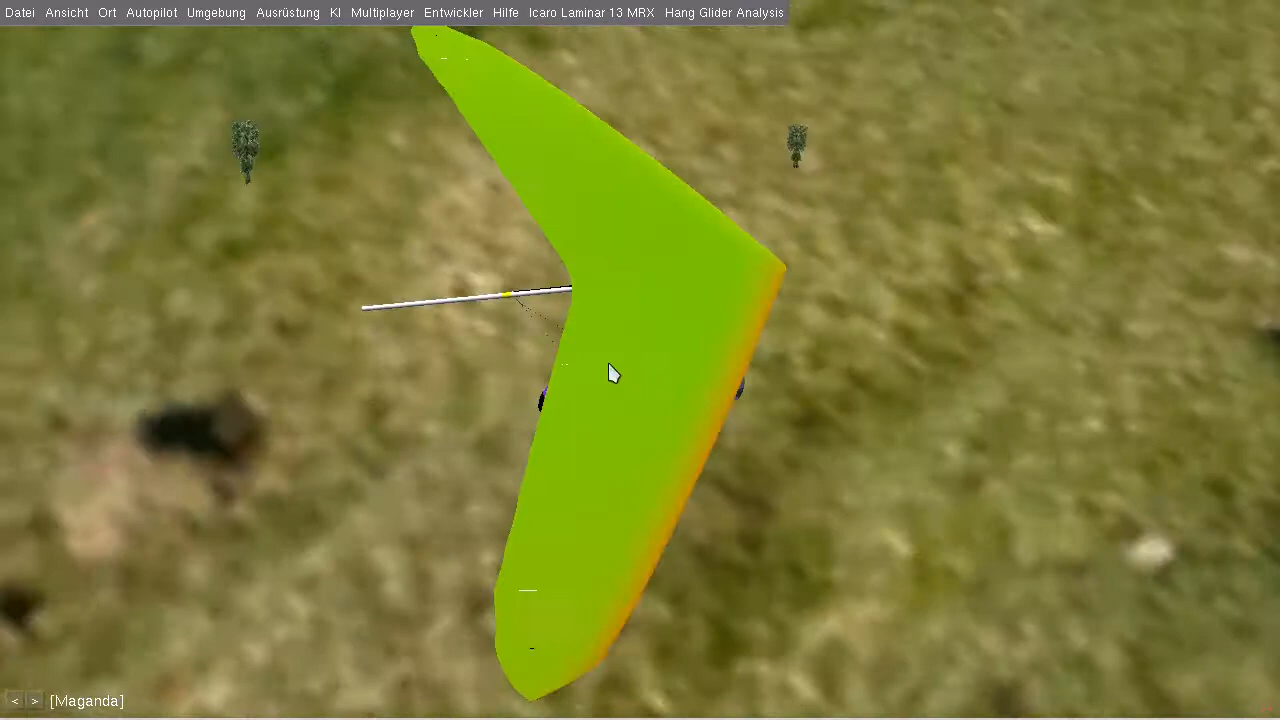 Datei Ansicht Ort Autopilot Umgebung Ausrüstung KI Multiplayer Entwickler Hilfe Icaro Laminar 13 MRX Hang Glider Analysis
< > [Maganda]